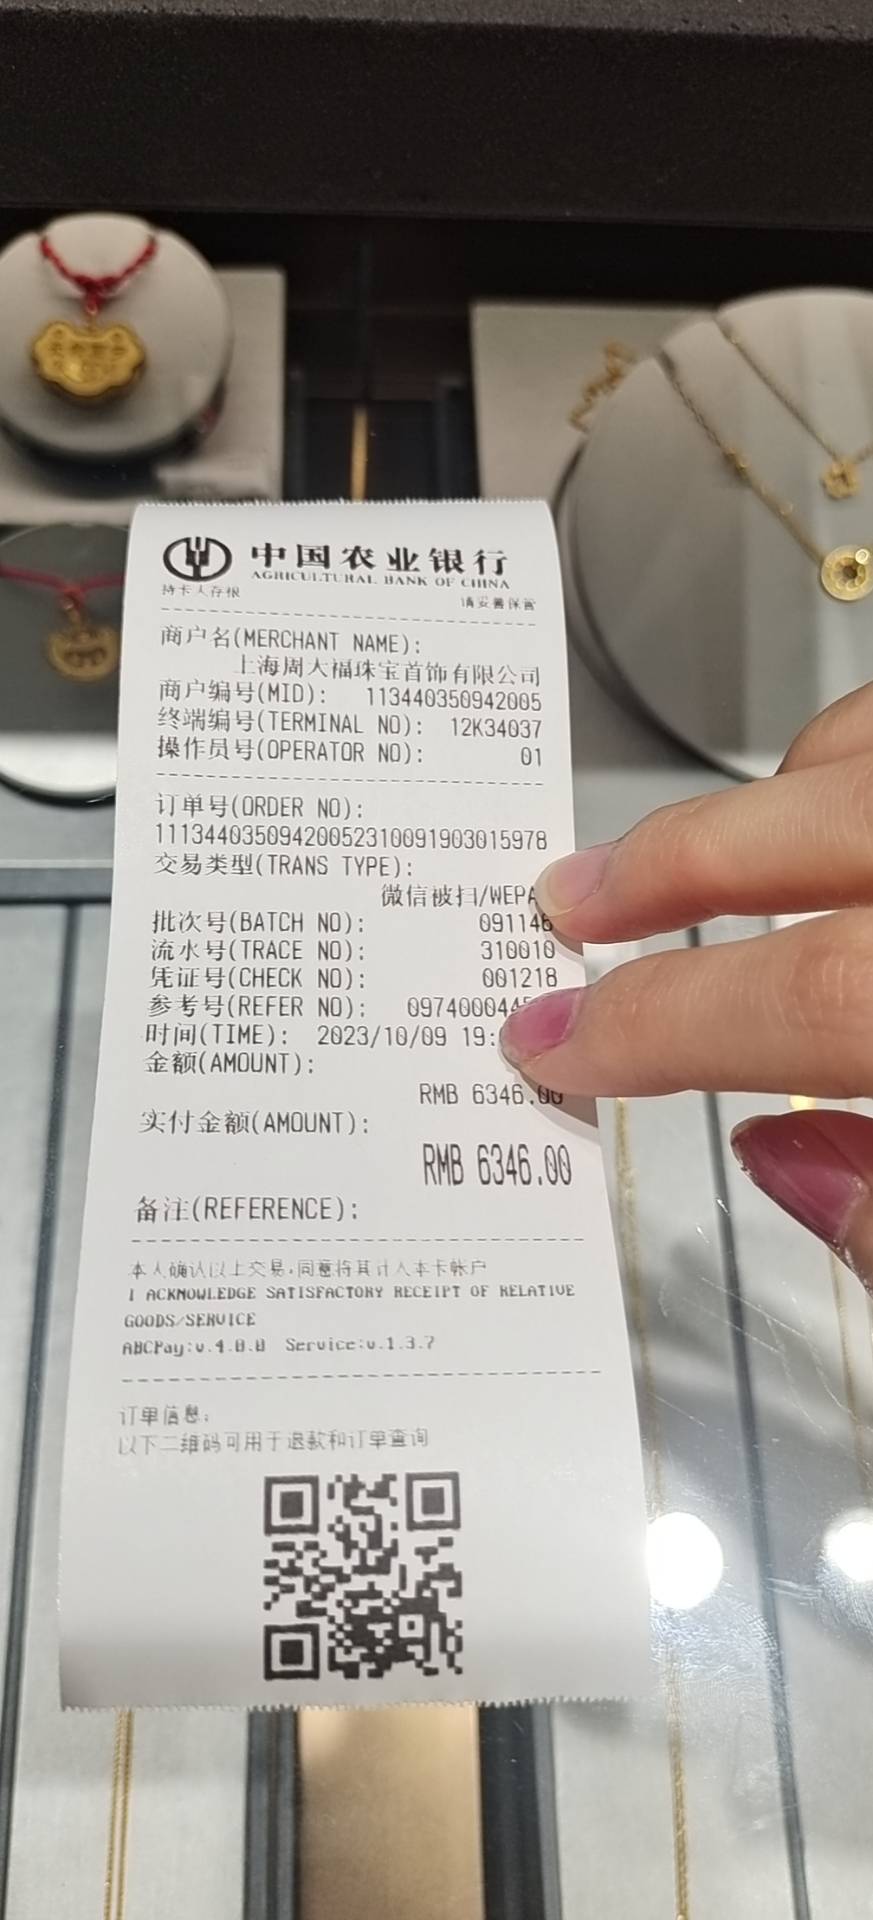 中国农业银行
AGRICULTURAL BANK OF CHINA
持卡人存根 请妥善保管
商户名(MERCHANT NAME):
上海周大福珠宝首饰有限公司
商户编号(MID): 113440350942005
终端编号(TERMINAL NO): 12K34037
操作员号(OPERATOR NO): 01
订单号(ORDER NO):
11134403509420052310091903015978
交易类型(TRANS TYPE):
微信被扫/WEPA
批次号(BATCH NO): 091146
流水号(TRACE NO): 310010
凭证号(CHECK NO): 001218
参考号(REFER NO): 0974000445
时间(TIME): 2023/10/09 19:
金额(AMOUNT):
RMB 6346.00
实付金额(AMOUNT):
RMB 6346.00
备注(REFERENCE):
本人确认以上交易,同意将其计入本卡帐户
I ACKNOWLEDGE SATISFACTORY RECEIPT OF RELATIVE
GOODS/SERVICE
ABCPay:v.4.0.0 Service:v.1.3.7
订单信息:
以下二维码可用于退款和订单查询